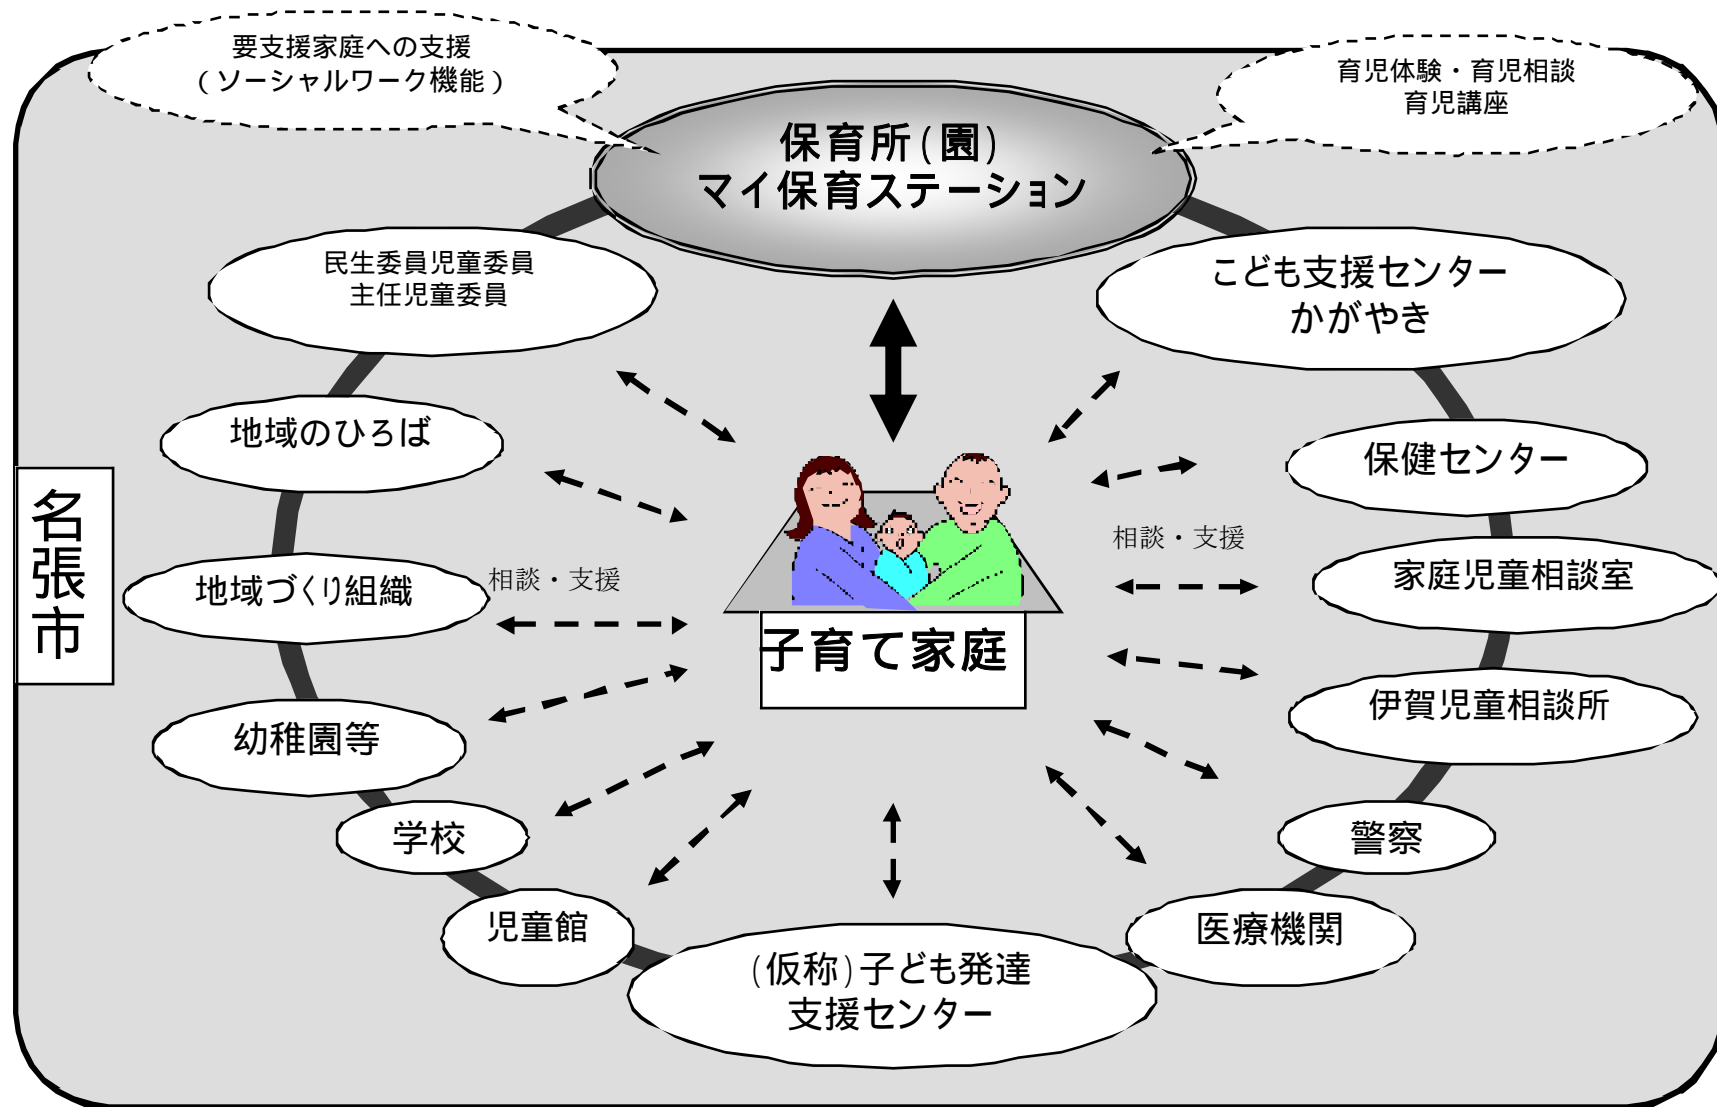 要支援家庭への支援
(ソーシャルワーク機能)
育児体験・育児相談
育児講座
保育所(園)
マイ保育ステーション
民生委員児童委員
主任児童委員
こども支援センター
かがやき
地域のひろば
保健センター
名張市
相談・支援
地域づくり組織
相談・支援
家庭児童相談室
子育て家庭
幼稚園等
伊賀児童相談所
学校
警察
児童館
医療機関
(仮称)子ども発達
支援センター